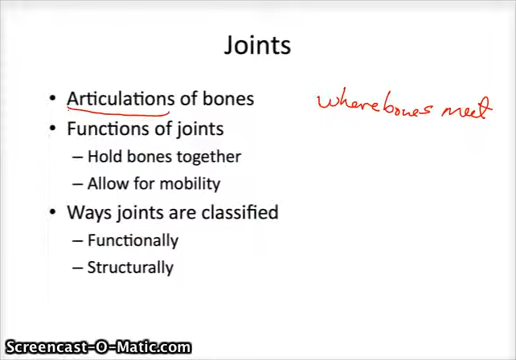 Joints
• Articulations of bones
where bones meet
• Functions of joints
– Hold bones together
– Allow for mobility
• Ways joints are classified
– Functionally
– Structurally
Screencast-O-Matic.com